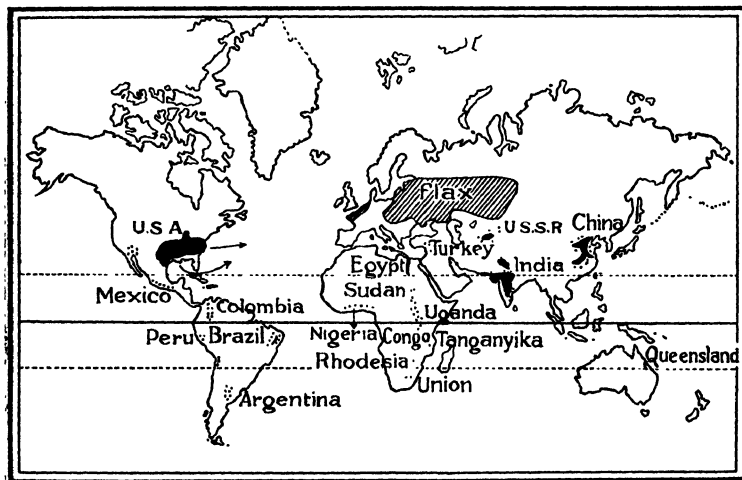 flax
U.S.A.
U.S.S.R
China
Turkey
Egypt
India
Sudan
Mexico
Colombia
Uganda
Peru
Brazil
Nigeria
Congo
Tanganyika
Rhodesia
Queensland
Union
Argentina